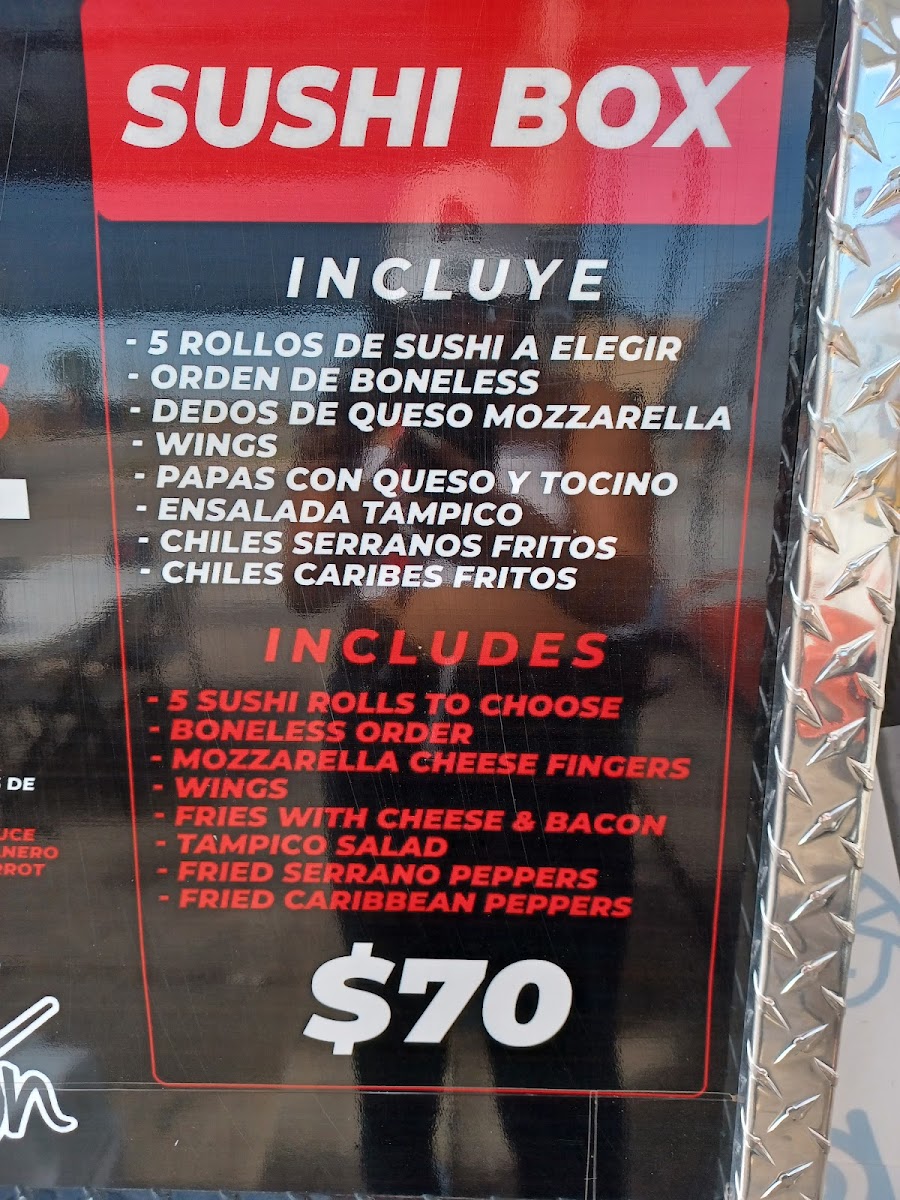 SUSHI BOX
INCLUYE
- 5 ROLLOS DE SUSHI A ELEGIR
- ORDEN DE BONELESS
- DEDOS DE QUESO MOZZARELLA
- WINGS
- PAPAS CON QUESO Y TOCINO
- ENSALADA TAMPICO
- CHILES SERRANOS FRITOS
- CHILES CARIBES FRITOS
INCLUDES
- 5 SUSHI ROLLS TO CHOOSE
- BONELESS ORDER
- MOZZARELLA CHEESE FINGERS
- WINGS
- FRIES WITH CHEESE & BACON
- TAMPICO SALAD
- FRIED SERRANO PEPPERS
- FRIED CARIBBEAN PEPPERS
$70
DE